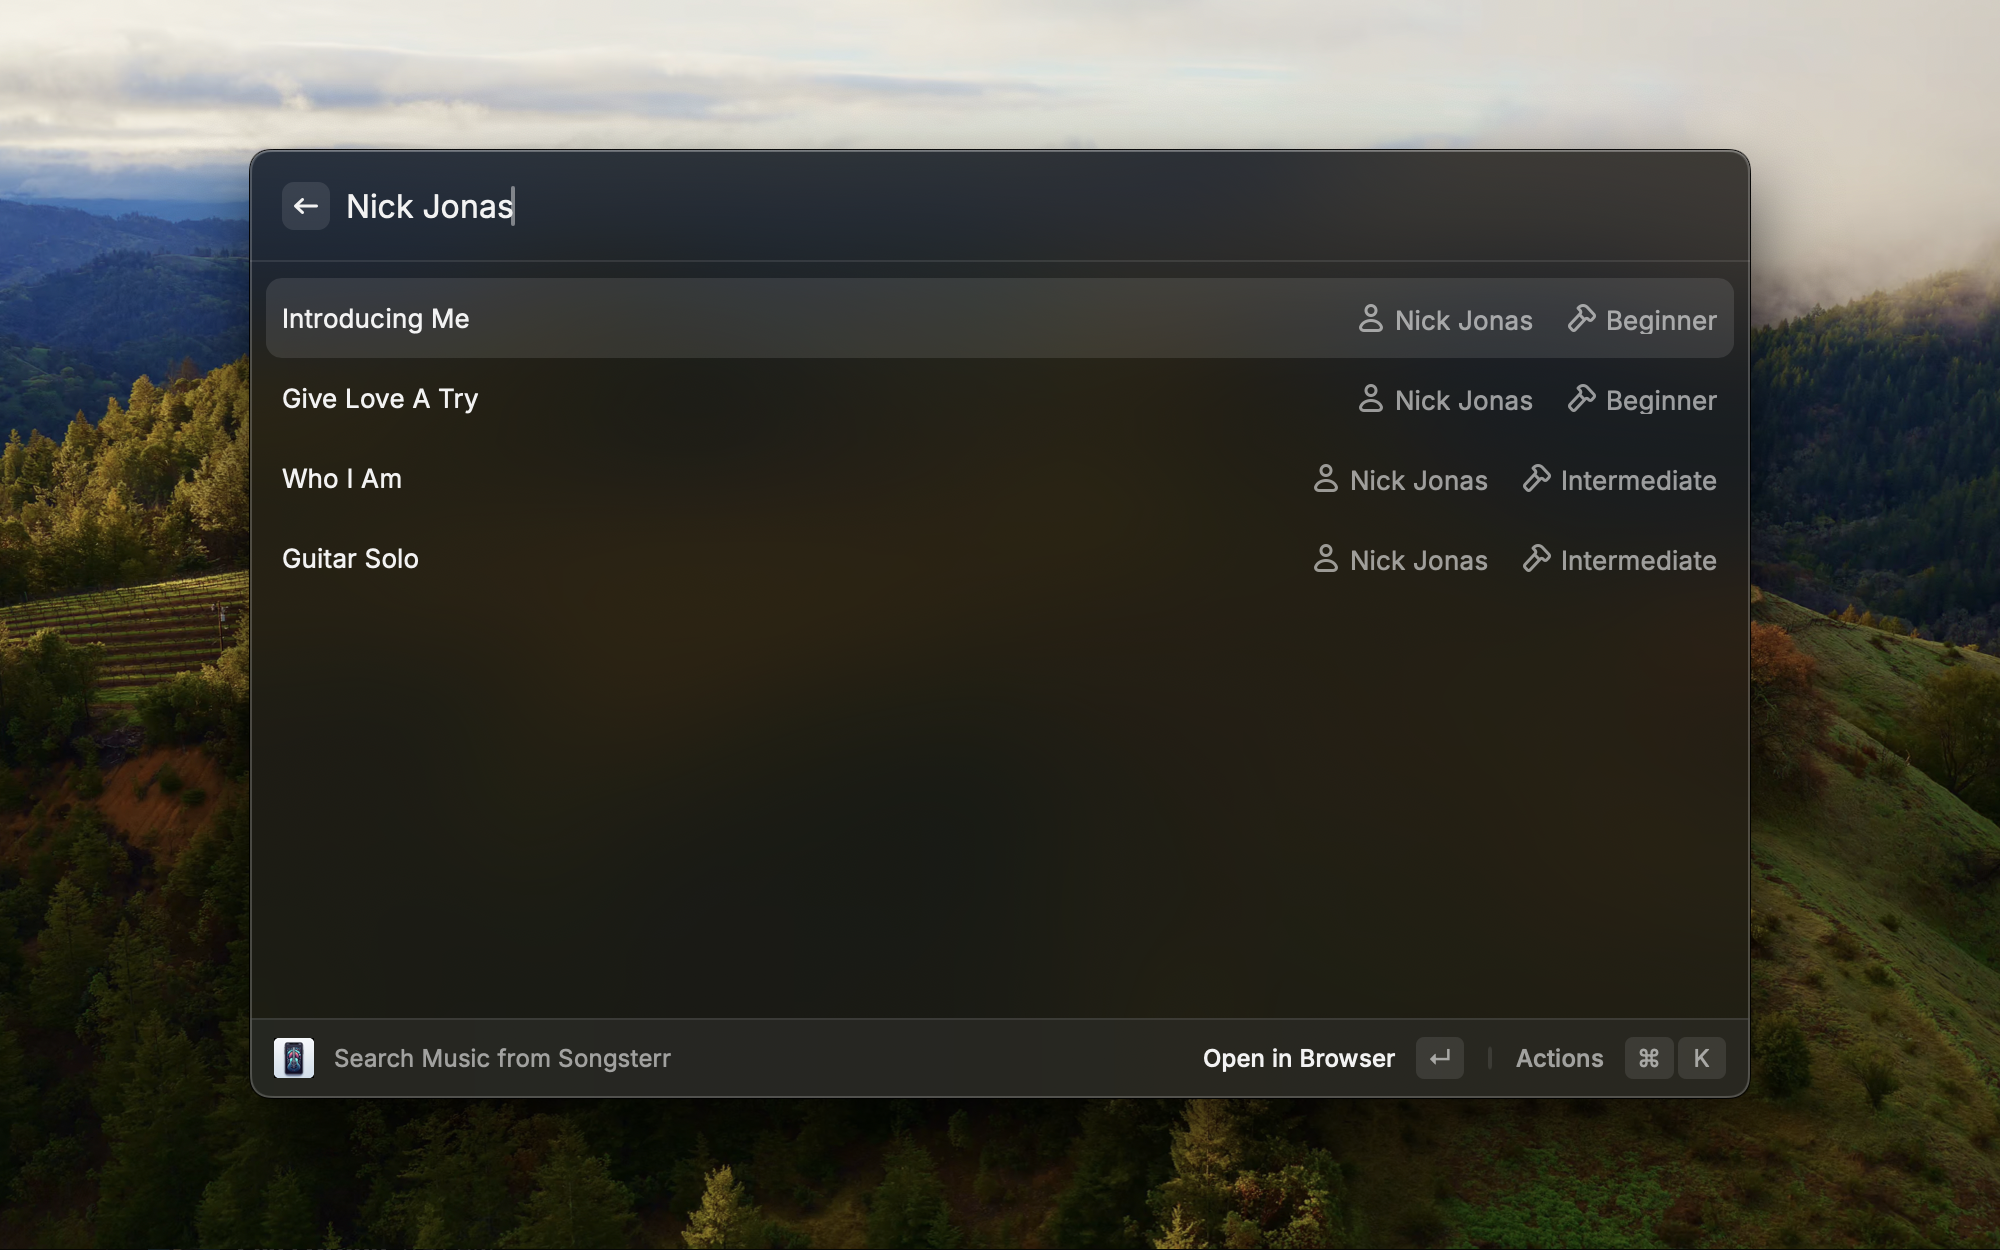 Nick Jonas
Introducing Me Nick Jonas Beginner
Give Love A Try Nick Jonas Beginner
Who I Am Nick Jonas Intermediate
Guitar Solo Nick Jonas Intermediate
Search Music from Songsterr Open in Browser ↵ Actions ⌘ K